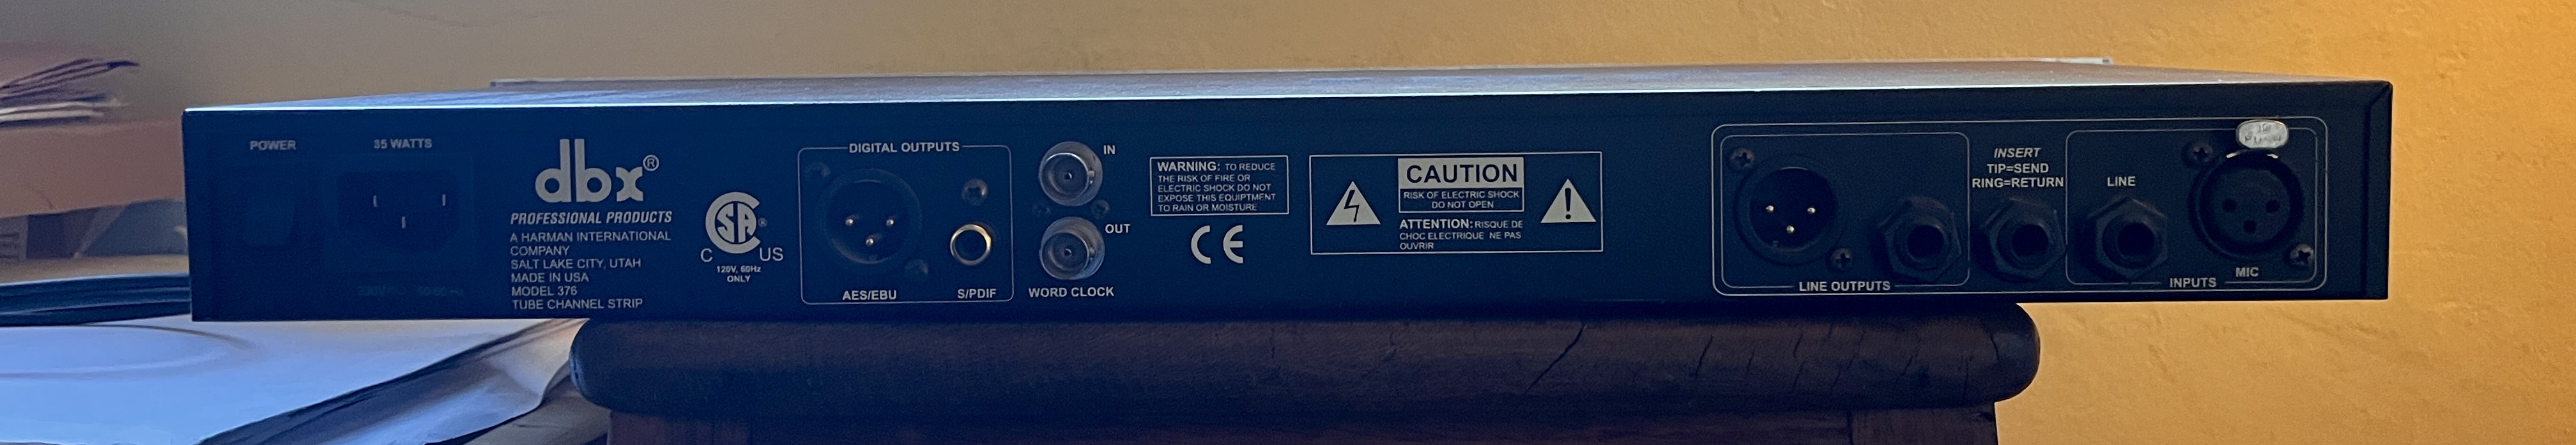 POWER
35 WATTS
dbx®
PROFESSIONAL PRODUCTS
A HARMAN INTERNATIONAL
COMPANY
SALT LAKE CITY, UTAH
MADE IN USA
MODEL 376
TUBE CHANNEL STRIP
SA®
C US
120V, 60Hz
ONLY
DIGITAL OUTPUTS
AES/EBU
S/PDIF
IN
OUT
WORD CLOCK
WARNING: TO REDUCE
THE RISK OF FIRE OR
ELECTRIC SHOCK DO NOT
EXPOSE THIS EQUIPTMENT
TO RAIN OR MOISTURE
CE
CAUTION
RISK OF ELECTRIC SHOCK
DO NOT OPEN
ATTENTION: RISQUE DE
CHOC ELECTRIQUE NE PAS
OUVRIR
LINE OUTPUTS
INSERT
TIP=SEND
RING=RETURN
LINE
MIC
INPUTS